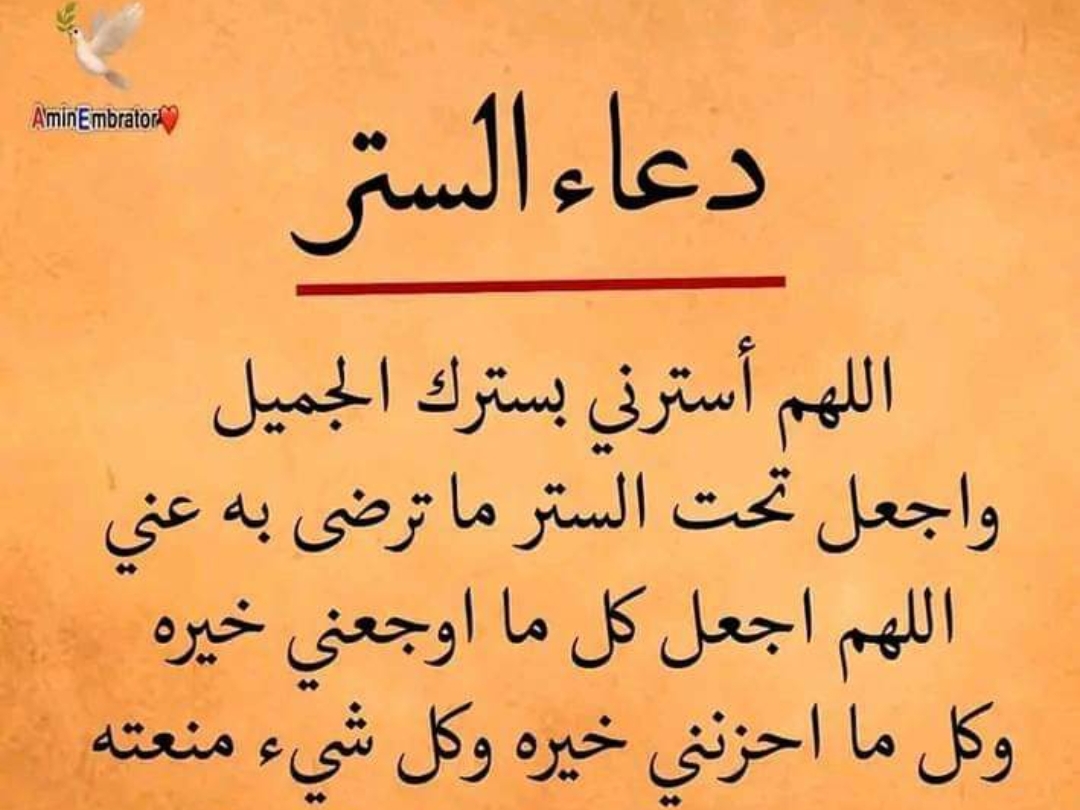 AminEmbrator❤️
دعاء الستر
اللهم أسترني بسترك الجميل
واجعل تحت الستر ما ترضى به عني
اللهم اجعل كل ما اوجعني خيره
وكل ما احزنني خيره وكل شيء منعته